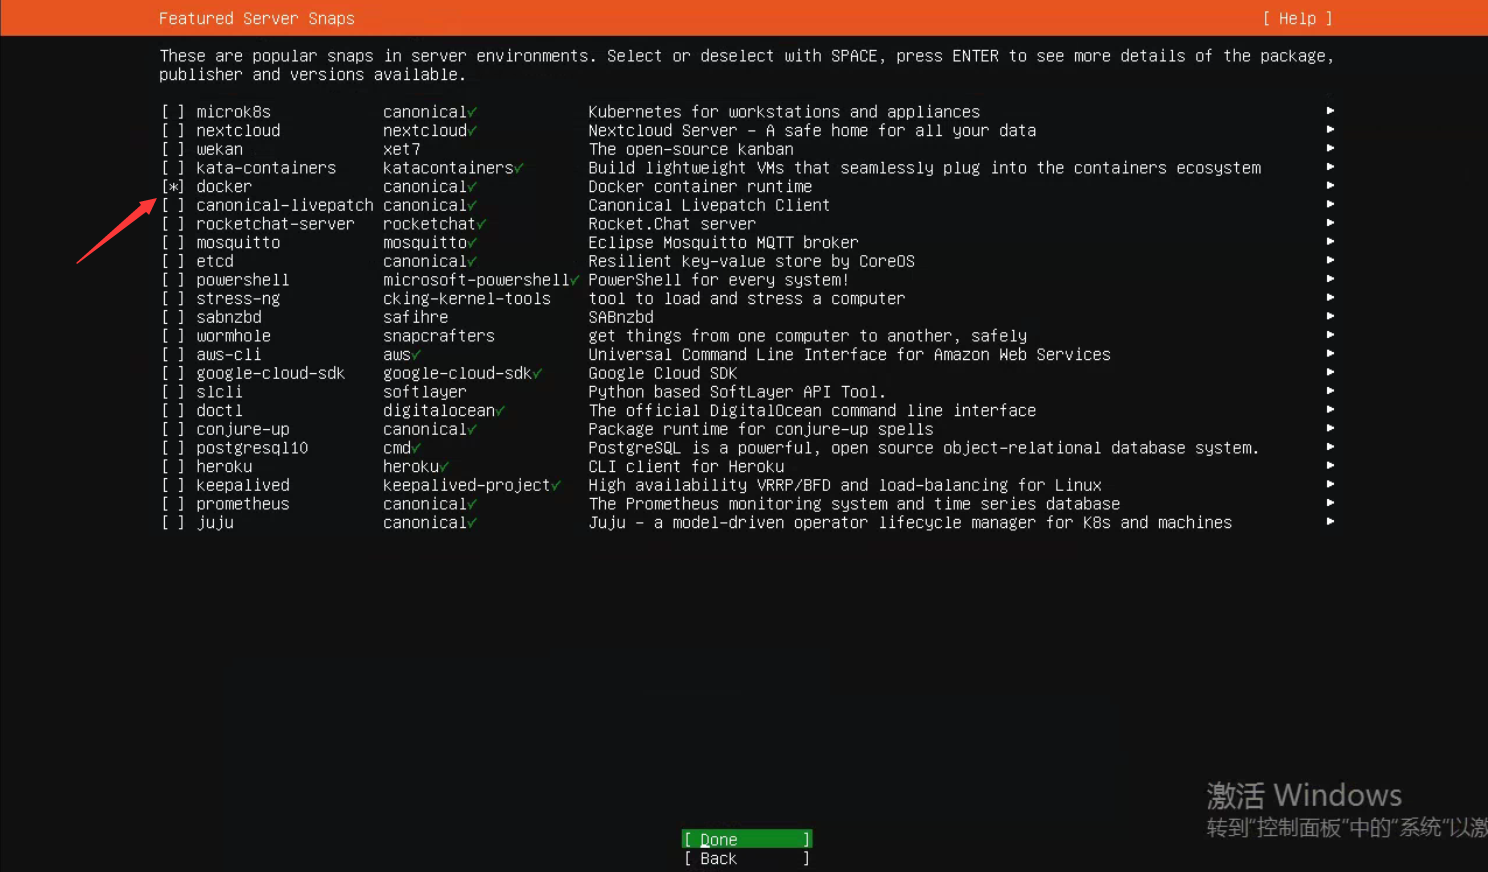 Featured Server Snaps [ Help ]
These are popular snaps in server environments. Select or deselect with SPACE, press ENTER to see more details of the package,
publisher and versions available.
[ ] microk8s canonical✓ Kubernetes for workstations and appliances ▶
[ ] nextcloud nextcloud✓ Nextcloud Server - A safe home for all your data ▶
[ ] wekan xet7 The open-source kanban ▶
[ ] kata-containers katacontainers✓ Build lightweight VMs that seamlessly plug into the containers ecosystem ▶
[*] docker canonical✓ Docker container runtime ▶
[ ] canonical-livepatch canonical✓ Canonical Livepatch Client ▶
[ ] rocketchat-server rocketchat✓ Rocket.Chat server ▶
[ ] mosquitto mosquitto✓ Eclipse Mosquitto MQTT broker ▶
[ ] etcd canonical✓ Resilient key-value store by CoreOS ▶
[ ] powershell microsoft-powershell✓ PowerShell for every system! ▶
[ ] stress-ng cking-kernel-tools tool to load and stress a computer ▶
[ ] sabnzbd safihre SABnzbd ▶
[ ] wormhole snapcrafters get things from one computer to another, safely ▶
[ ] aws-cli aws✓ Universal Command Line Interface for Amazon Web Services ▶
[ ] google-cloud-sdk google-cloud-sdk✓ Google Cloud SDK ▶
[ ] slcli softlayer Python based SoftLayer API Tool. ▶
[ ] doctl digitalocean✓ The official DigitalOcean command line interface ▶
[ ] conjure-up canonical✓ Package runtime for conjure-up spells ▶
[ ] postgresql10 cmd✓ PostgreSQL is a powerful, open source object-relational database system. ▶
[ ] heroku heroku✓ CLI client for Heroku ▶
[ ] keepalived keepalived-project✓ High availability VRRP/BFD and load-balancing for Linux ▶
[ ] prometheus canonical✓ The Prometheus monitoring system and time series database ▶
[ ] juju canonical✓ Juju - a model-driven operator lifecycle manager for K8s and machines ▶
激活 Windows
转到"控制面板"中的"系统"以激
[ Done ]
[ Back ]